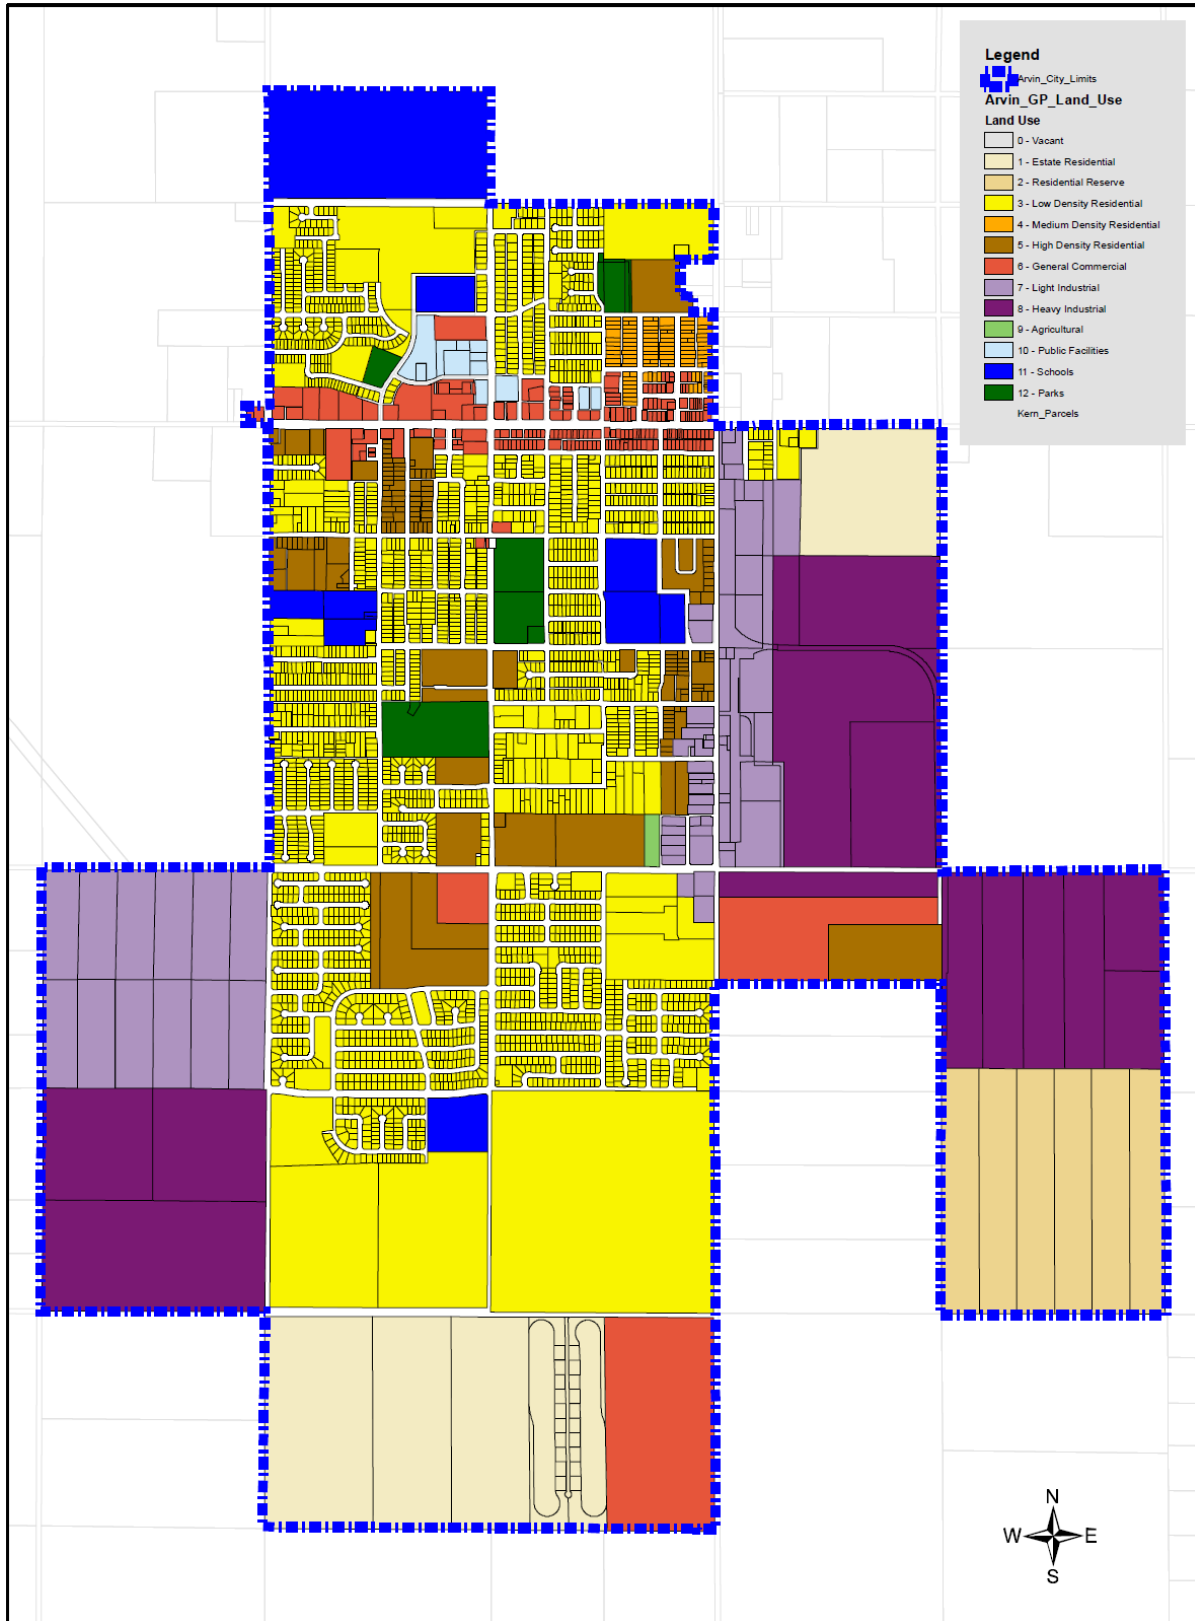 Legend
Arvin_City_Limits
Arvin_GP_Land_Use
Land Use
0 - Vacant
1 - Estate Residential
2 - Residential Reserve
3 - Low Density Residential
4 - Medium Density Residential
5 - High Density Residential
6 - General Commercial
7 - Light Industrial
8 - Heavy Industrial
9 - Agricultural
10 - Public Facilities
11 - Schools
12 - Parks
Kern_Parcels
N
W E
S